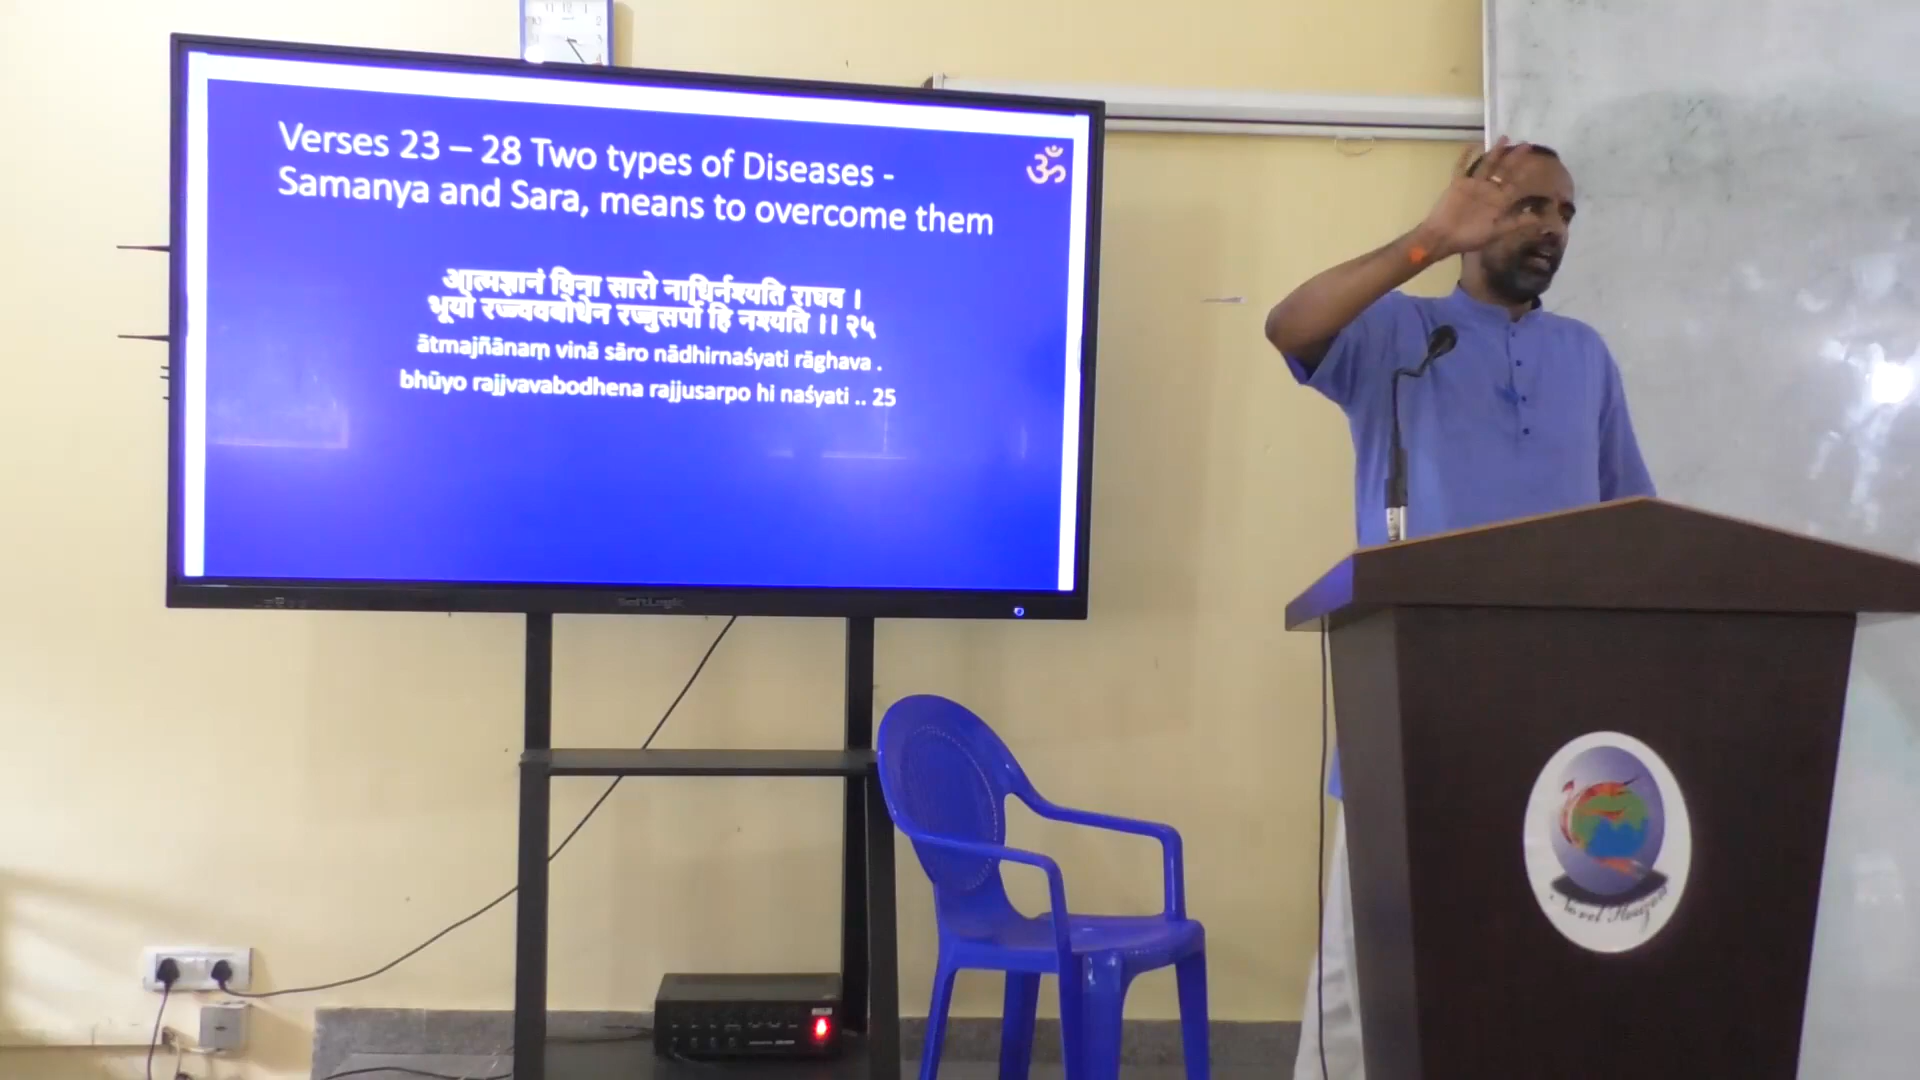 Verses 23 – 28 Two types of Diseases -
Samanya and Sara, means to overcome them
ॐ
आत्मज्ञानं विना सारो नाधिर्नश्यति राघव ।
भूयो रज्ज्ववबोधेन रज्जुसर्पो हि नश्यति ।। २५
ātmajñānaṃ vinā sāro nādhirnaśyati rāghava .
bhūyo rajjvavabodhena rajjusarpo hi naśyati .. 25
SoftLogic